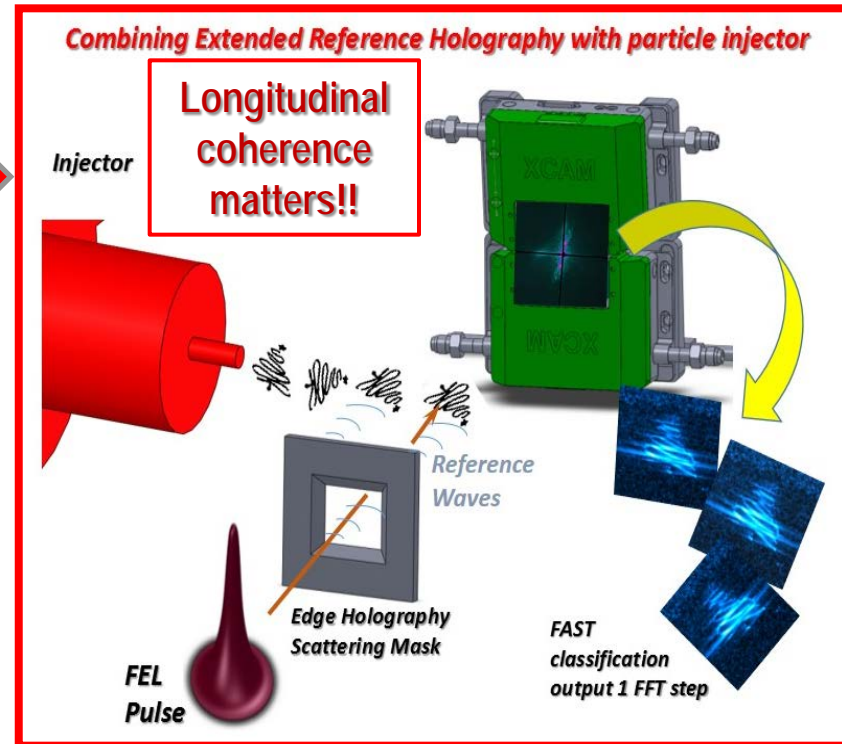 Combining Extended Reference Holography with particle injector
Longitudinal
coherence
matters!!
Injector
XCAM
XCAM
Reference
Waves
Edge Holography
Scattering Mask
FEL
Pulse
FAST
classification
output 1 FFT step